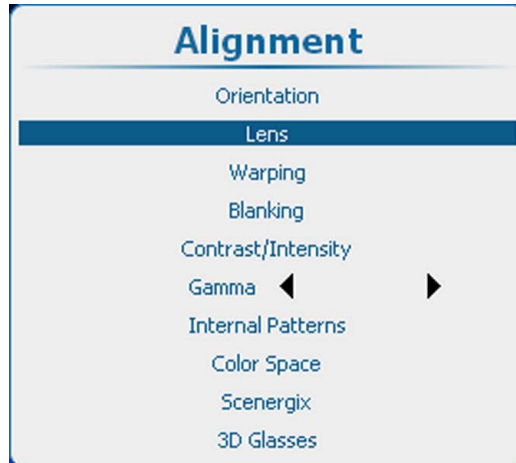 Alignment
Orientation
Lens
Warping
Blanking
Contrast/Intensity
Gamma
Internal Patterns
Color Space
Scenergix
3D Glasses